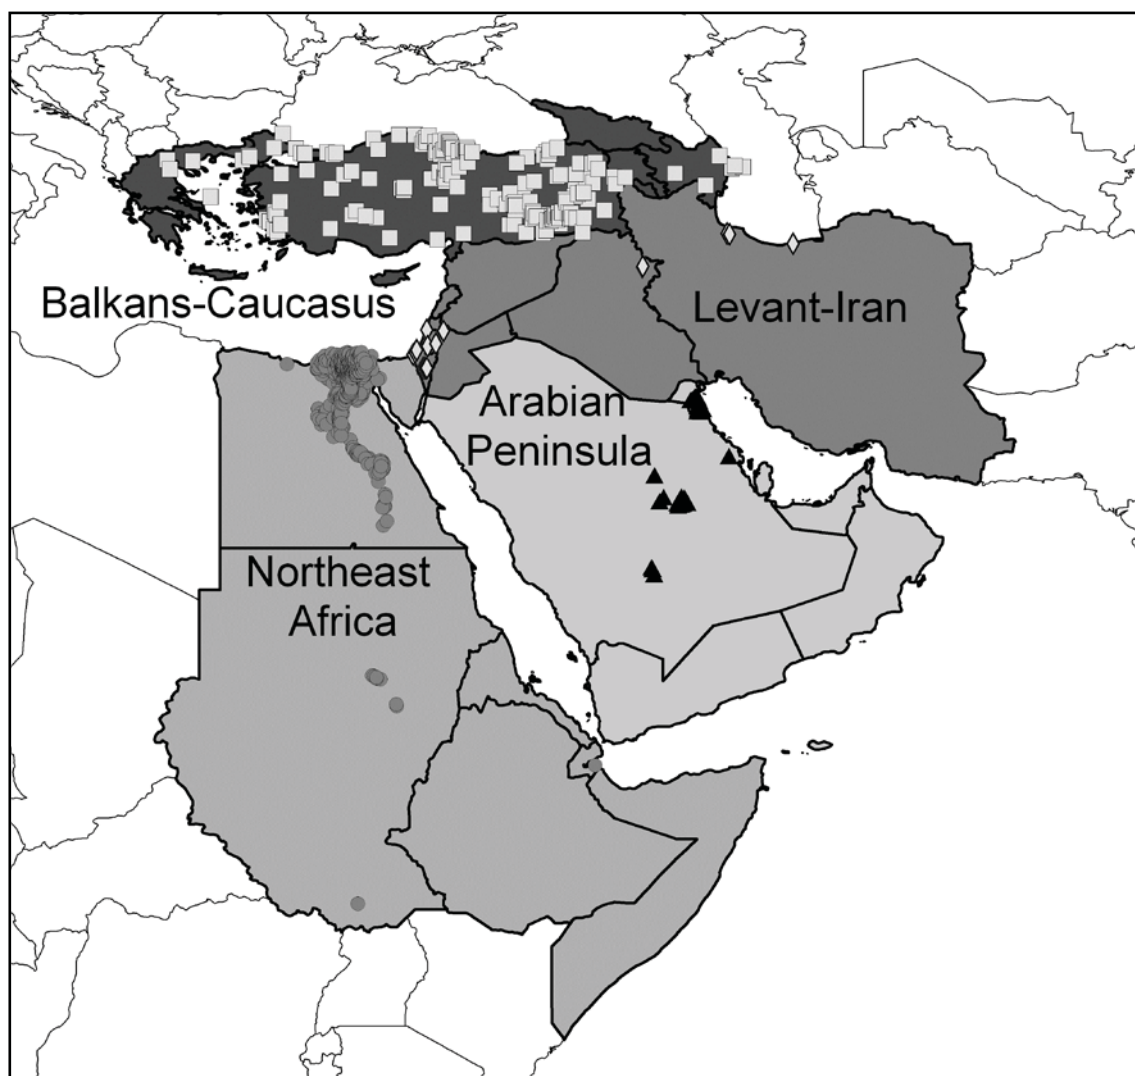 Balkans-Caucasus
Levant-Iran
Arabian
Peninsula
Northeast
Africa